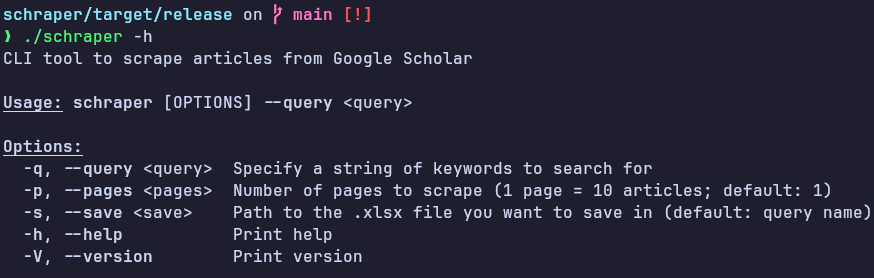 schraper/target/release on main [!]
❯ ./schraper -h
CLI tool to scrape articles from Google Scholar
Usage: schraper [OPTIONS] --query <query>
Options:
-q, --query <query> Specify a string of keywords to search for
-p, --pages <pages> Number of pages to scrape (1 page = 10 articles; default: 1)
-s, --save <save> Path to the .xlsx file you want to save in (default: query name)
-h, --help Print help
-V, --version Print version